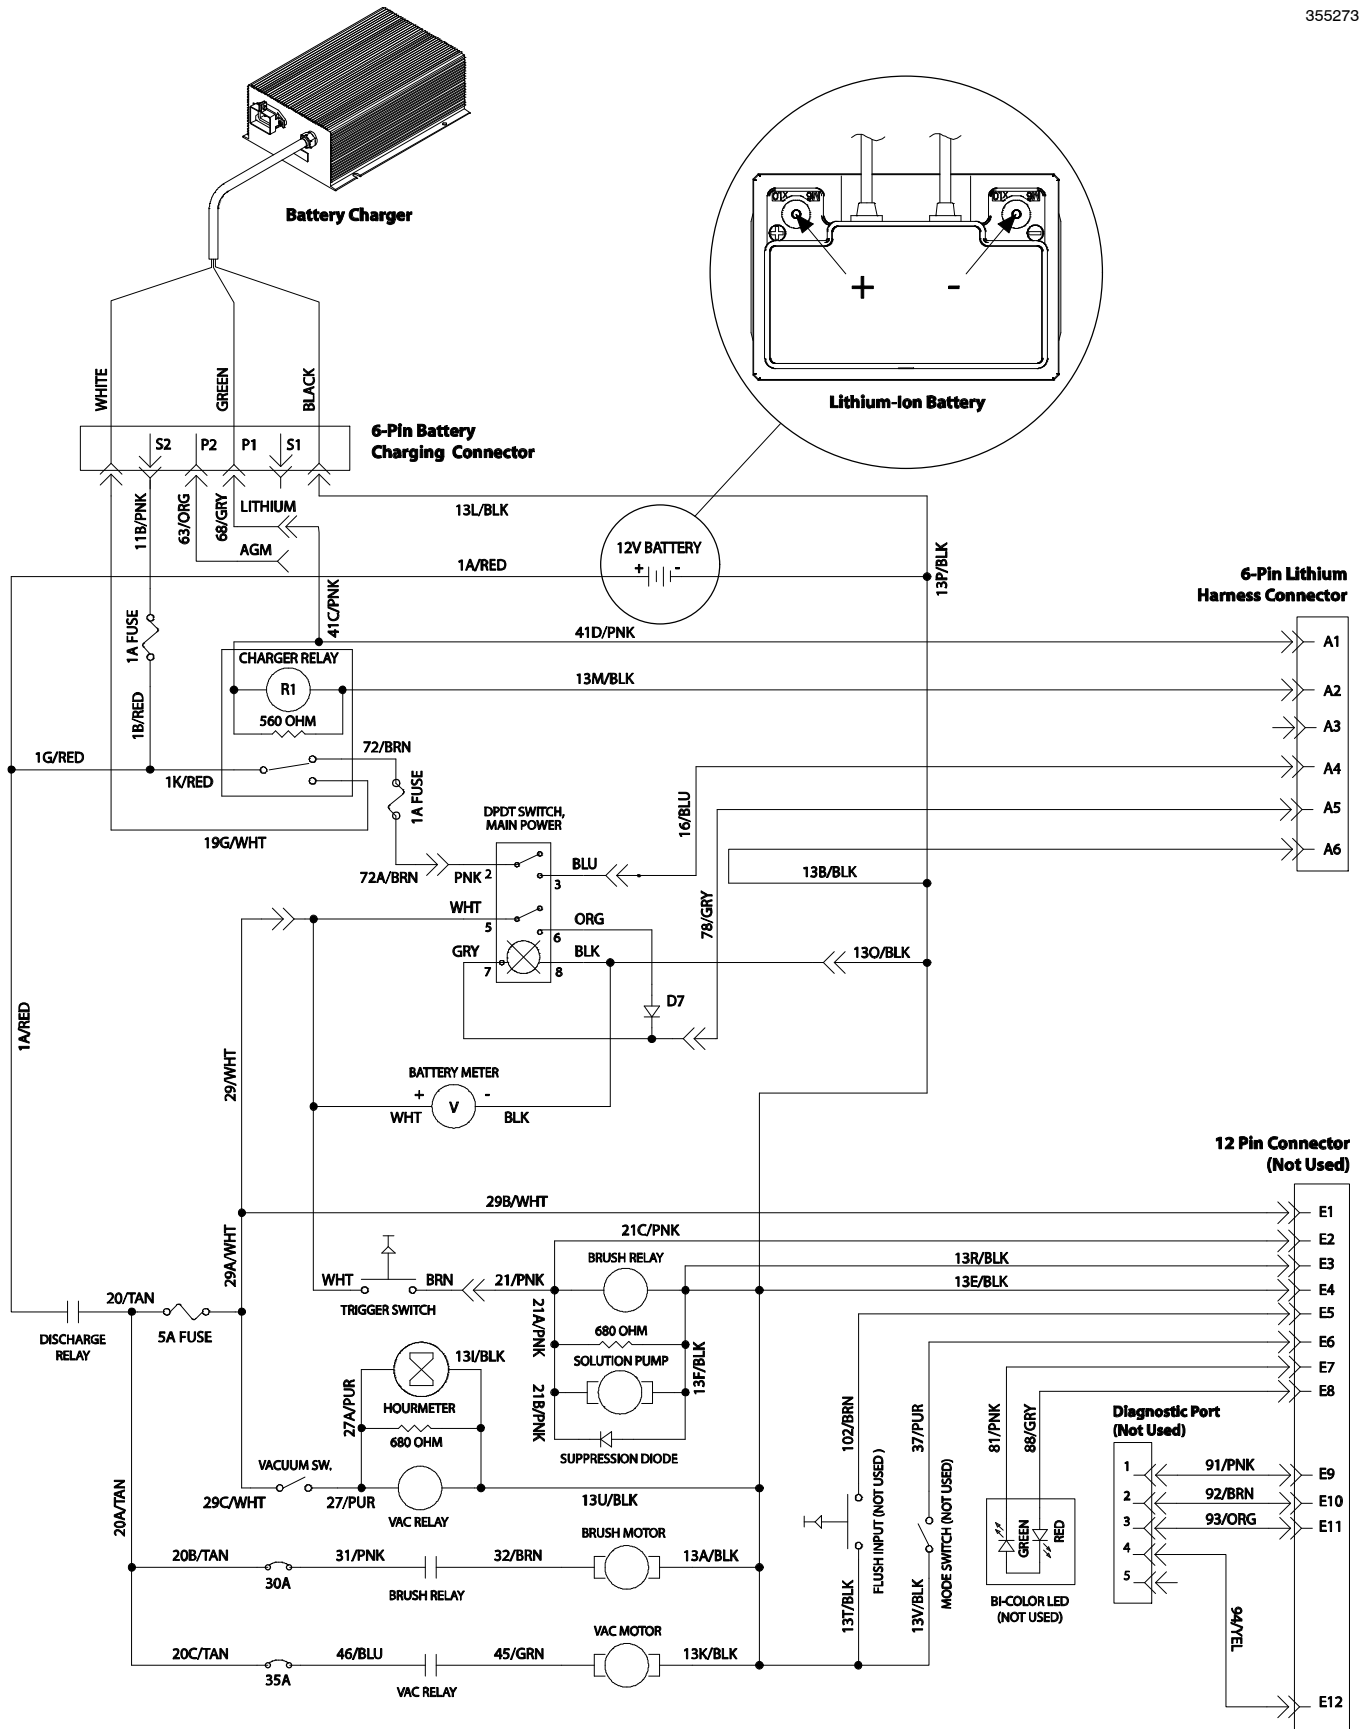 355273
Battery Charger
M6
XLO
M6
XLO
+ -
Lithium-Ion Battery
WHITE
GREEN
BLACK
6-Pin Battery
Charging Connector
S2
P2
P1
S1
11B/PNK
63/ORG
68/GRY
LITHIUM
AGM
13L/BLK
1A/RED
12V BATTERY
+ -
13P/BLK
6-Pin Lithium
Harness Connector
1A FUSE
41C/PNK
41D/PNK
A1
CHARGER RELAY
R1
560 OHM
13M/BLK
A2
A3
1B/RED
1G/RED
1K/RED
72/BRN
1A FUSE
19G/WHT
A4
16/BLU
A5
DPDT SWITCH,
MAIN POWER
A6
13B/BLK
72A/BRN
PNK
2
3
BLU
78/GRY
WHT
5
6
ORG
GRY
7
8
BLK
13O/BLK
D7
1A/RED
29/WHT
BATTERY METER
+ -
V
WHT
BLK
12 Pin Connector
(Not Used)
29B/WHT
E1
29A/WHT
21C/PNK
E2
BRUSH RELAY
13R/BLK
E3
WHT
BRN
21/PNK
13E/BLK
E4
TRIGGER SWITCH
20/TAN
DISCHARGE
RELAY
5A FUSE
21A/PNK
680 OHM
E5
SOLUTION PUMP
13F/BLK
E6
13I/BLK
E7
27A/PUR
HOURMETER
21B/PNK
E8
680 OHM
SUPPRESSION DIODE
102/BRN
37/PUR
81/PNK
88/GRY
Diagnostic Port
(Not Used)
VACUUM SW.
29C/WHT
27/PUR
VAC RELAY
13U/BLK
1
91/PNK
E9
2
92/BRN
E10
3
93/ORG
E11
4
5
20A/TAN
FLUSH INPUT (NOT USED )
MODE SWITCH (NOT USED)
GREEN
RED
BI-COLOR LED
(NOT USED)
BRUSH MOTOR
20B/TAN
30A
31/PNK
BRUSH RELAY
32/BRN
13A/BLK
13T/BLK
13V/BLK
94/YEL
VAC MOTOR
20C/TAN
35A
46/BLU
VAC RELAY
45/GRN
13K/BLK
E12